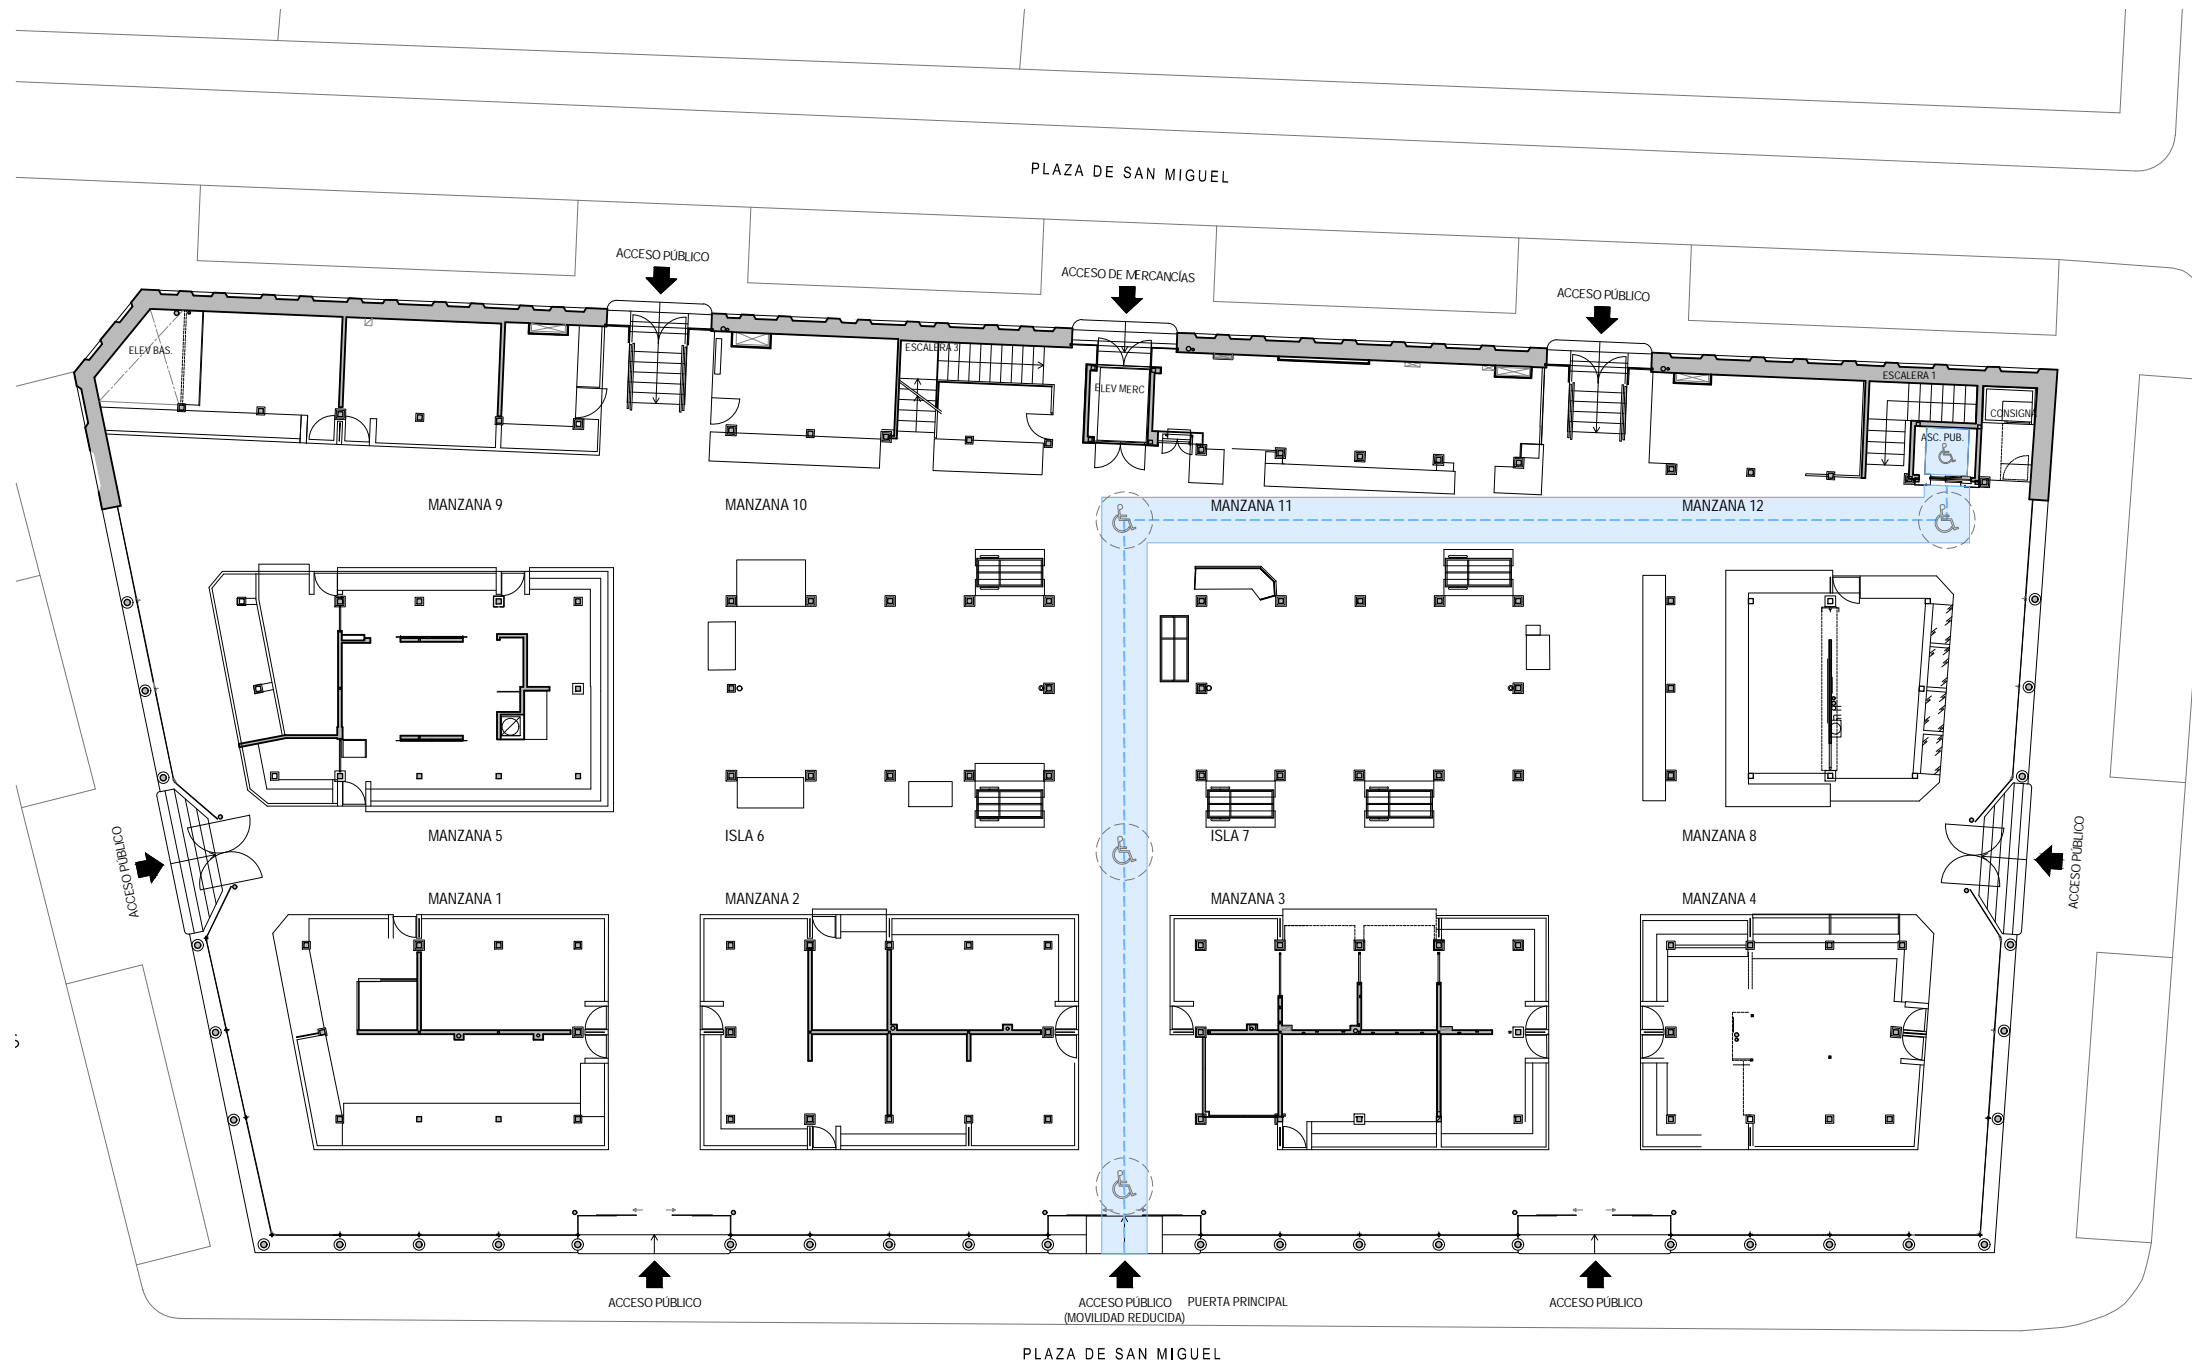 PLAZA DE SAN MIGUEL
ACCESO PÚBLICO
ACCESO DE MERCANCÍAS
ACCESO PÚBLICO
ELEV BAS.
ESCALERA 3
ELEV MERC
ESCALERA 1
CONSIGNA
ASC. PUB.
MANZANA 9
MANZANA 10
MANZANA 11
MANZANA 12
MANZANA 5
ISLA 6
ISLA 7
MANZANA 8
ACCESO PÚBLICO
ACCESO PÚBLICO
MANZANA 1
MANZANA 2
MANZANA 3
MANZANA 4
ACCESO PÚBLICO
ACCESO PÚBLICO
(MOVILIDAD REDUCIDA)
PUERTA PRINCIPAL
ACCESO PÚBLICO
PLAZA DE SAN MIGUEL